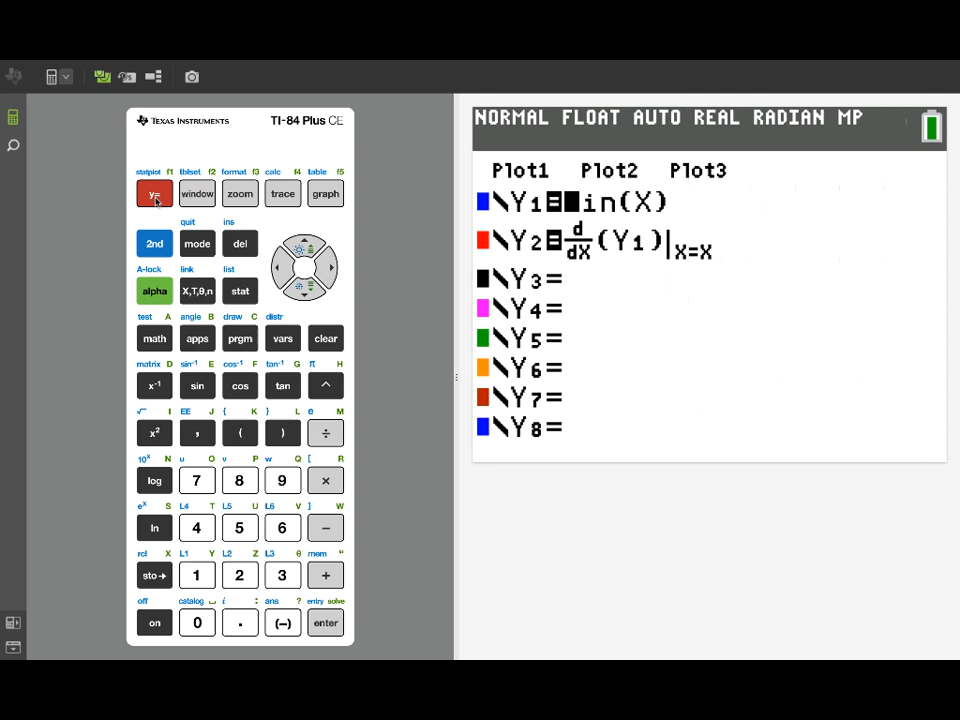 TEXAS INSTRUMENTS TI-84 Plus CE
statplot f1 tblset f2 format f3 calc f4 table f5
y= window zoom trace graph
quit ins
2nd mode del
A-lock link list
alpha X,T,θ,n stat
test A angle B draw C distr
math apps prgm vars clear
matrix D sin⁻¹ E cos⁻¹ F tan⁻¹ G π H
x⁻¹ sin cos tan ^
√ I EE J { K } L e M
x² , ( ) ÷
10ˣ N u O v P w Q [ R
log 7 8 9 ×
eˣ S L4 T L5 U L6 V ] W
ln 4 5 6 −
rcl X L1 Y L2 Z L3 θ mem "
sto→ 1 2 3 +
off catalog ⎵ i : ans ? entry solve
on 0 . (−) enter
NORMAL FLOAT AUTO REAL RADIAN MP
Plot1 Plot2 Plot3
\Y1=■in(X)
\Y2=d/dX(Y1)|X=X
\Y3=
\Y4=
\Y5=
\Y6=
\Y7=
\Y8=